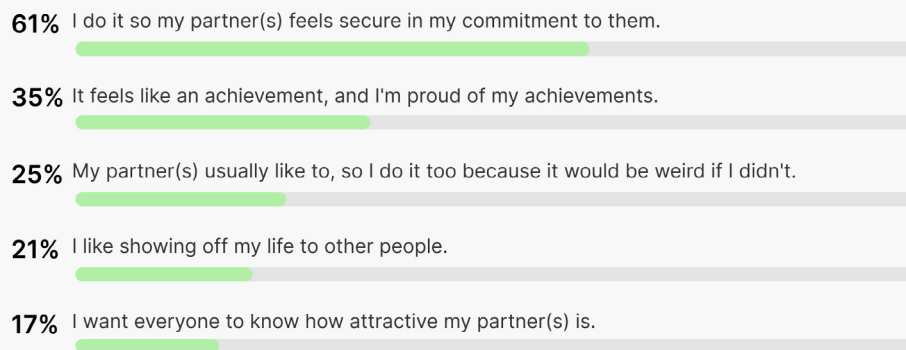 61% I do it so my partner(s) feels secure in my commitment to them.
35% It feels like an achievement, and I'm proud of my achievements.
25% My partner(s) usually like to, so I do it too because it would be weird if I didn't.
21% I like showing off my life to other people.
17% I want everyone to know how attractive my partner(s) is.